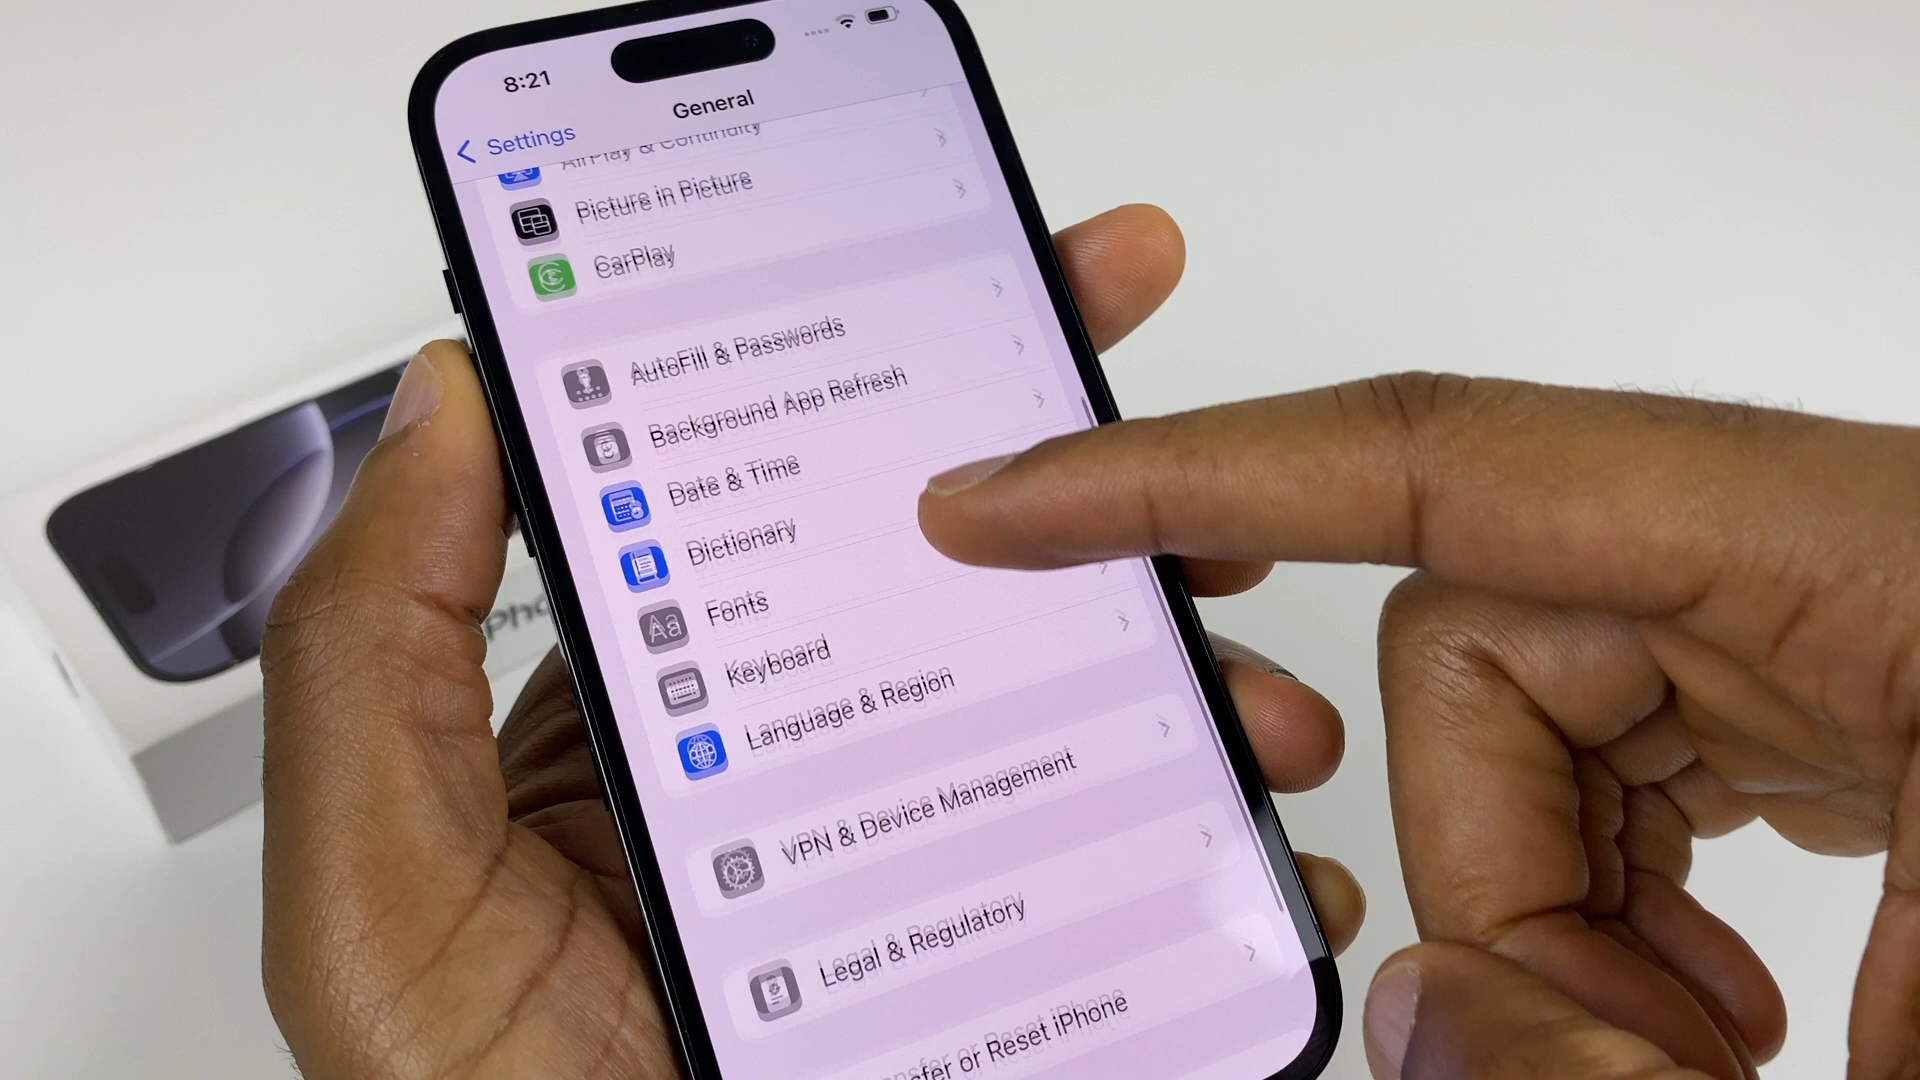 8:21
General
Settings
AirPlay & Continuity
Picture in Picture
CarPlay
AutoFill & Passwords
Background App Refresh
Date & Time
Dictionary
Fonts
Aa
Keyboard
Language & Region
VPN & Device Management
Legal & Regulatory
or Reset iPhone